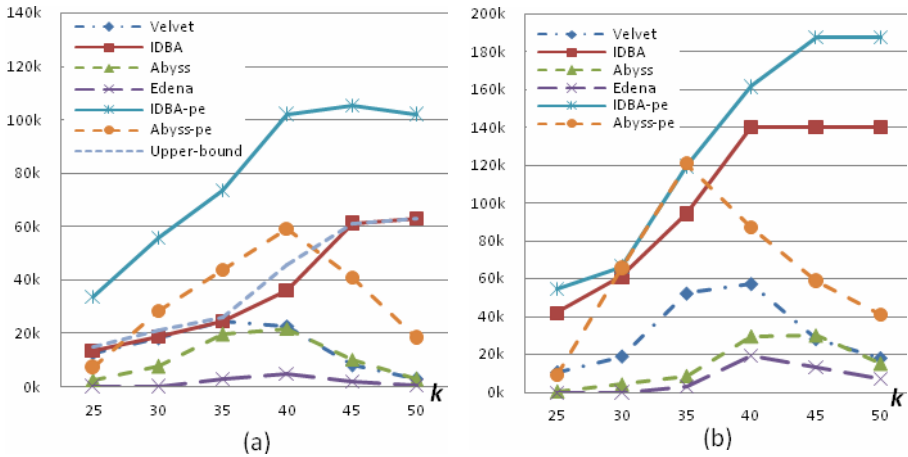 140k
120k
100k
80k
60k
40k
20k
0k
Velvet
IDBA
Abyss
Edena
IDBA-pe
Abyss-pe
Upper-bound
25 30 35 40 45 50 k
(a)
200k
180k
160k
140k
120k
100k
80k
60k
40k
20k
0k
Velvet
IDBA
Abyss
Edena
IDBA-pe
Abyss-pe
25 30 35 40 45 50 k
(b)